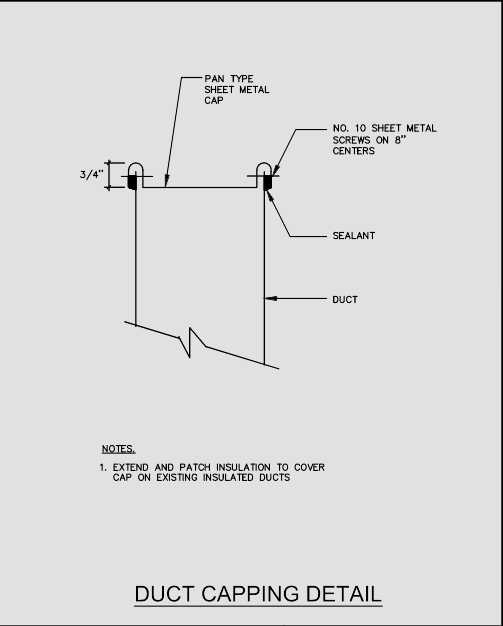 PAN TYPE
SHEET METAL
CAP
NO. 10 SHEET METAL
SCREWS ON 8"
CENTERS
3/4"
SEALANT
DUCT
NOTES.
1. EXTEND AND PATCH INSULATION TO COVER
CAP ON EXISTING INSULATED DUCTS
DUCT CAPPING DETAIL